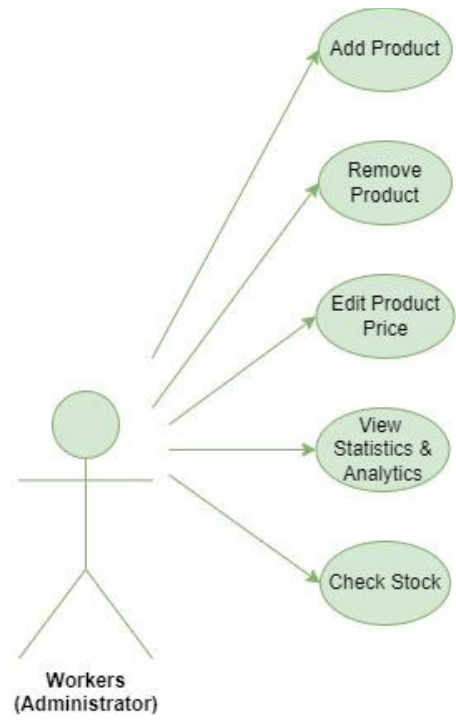 Add Product
Remove
Product
Edit Product
Price
View
Statistics &
Analytics
Check Stock
Workers
(Administrator)